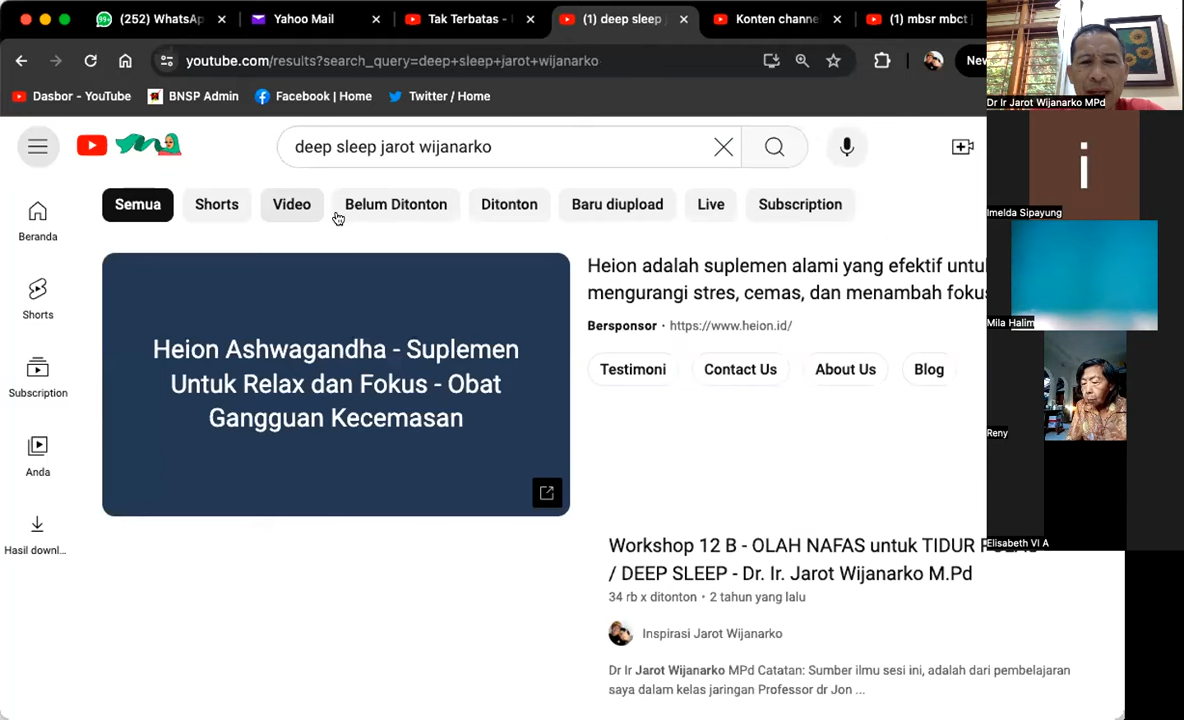 (252) WhatsAp
Yahoo Mail
Tak Terbatas -
(1) deep sleep
Konten channe
(1) mbsr mbct
youtube.com/results?search_query=deep+sleep+jarot+wijanarko
Dasbor - YouTube
BNSP Admin
Facebook | Home
Twitter / Home
Dr Ir Jarot Wijanarko MPd
deep sleep jarot wijanarko
i
Imelda Sipayung
Semua
Shorts
Video
Belum Ditonton
Ditonton
Baru diupload
Live
Subscription
Beranda
Shorts
Subscription
Anda
Hasil downl...
Heion Ashwagandha - Suplemen
Untuk Relax dan Fokus - Obat
Gangguan Kecemasan
Heion adalah suplemen alami yang efektif untu
mengurangi stres, cemas, dan menambah foku
Bersponsor · https://www.heion.id/
Testimoni
Contact Us
About Us
Blog
Mila Halim
Reny
Elisabeth VI A
Workshop 12 B - OLAH NAFAS untuk TIDUR
/ DEEP SLEEP - Dr. Ir. Jarot Wijanarko M.Pd
34 rb x ditonton · 2 tahun yang lalu
Inspirasi Jarot Wijanarko
Dr Ir Jarot Wijanarko MPd Catatan: Sumber ilmu sesi ini, adalah dari pembelajaran
saya dalam kelas jaringan Professor dr Jon ...